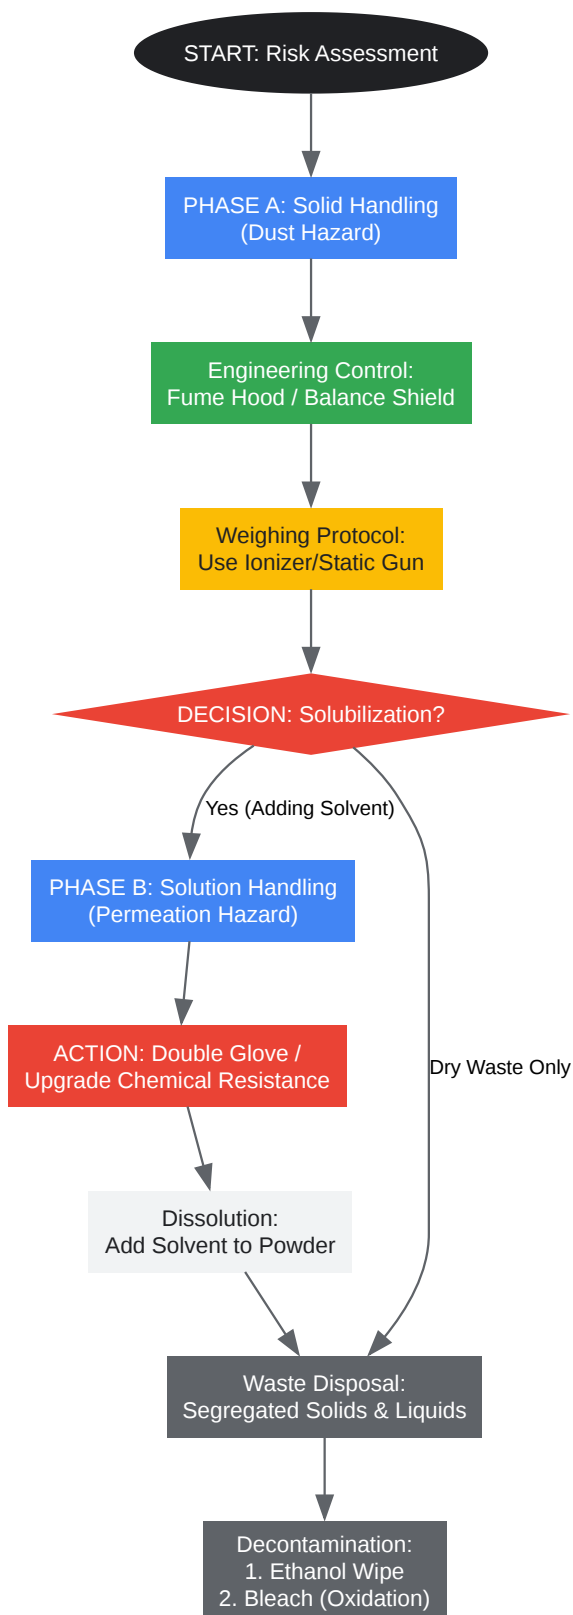 START: Risk Assessment
PHASE A: Solid Handling
(Dust Hazard)
Engineering Control:
Fume Hood / Balance Shield
Weighing Protocol:
Use Ionizer/Static Gun
DECISION: Solubilization?
Yes (Adding Solvent)
PHASE B: Solution Handling
(Permeation Hazard)
ACTION: Double Glove /
Upgrade Chemical Resistance
Dry Waste Only
Dissolution:
Add Solvent to Powder
Waste Disposal:
Segregated Solids & Liquids
Decontamination:
1. Ethanol Wipe
2. Bleach (Oxidation)